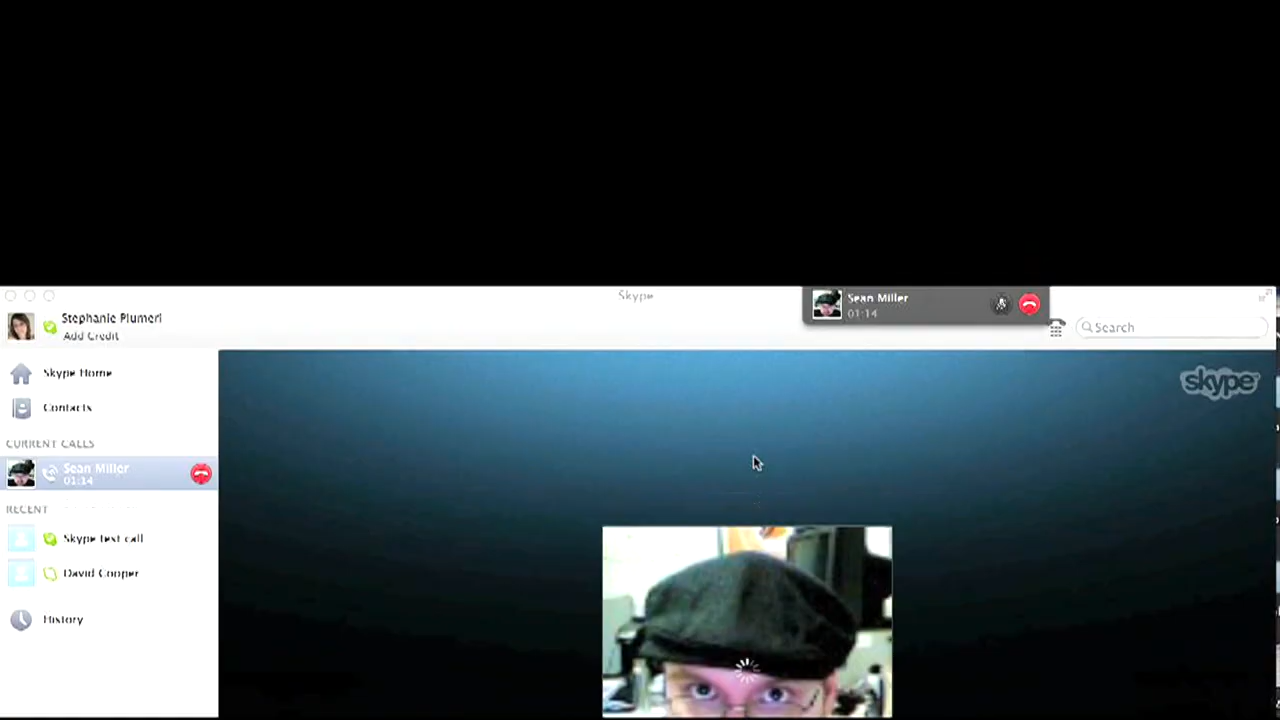 Skype
Sean Miller
01:14
Stephanie Plumeri
Add Credit
Search
Skype Home
skype
Contacts
CURRENT CALLS
Sean Miller
01:14
RECENT
Skype test call
David Cooper
History